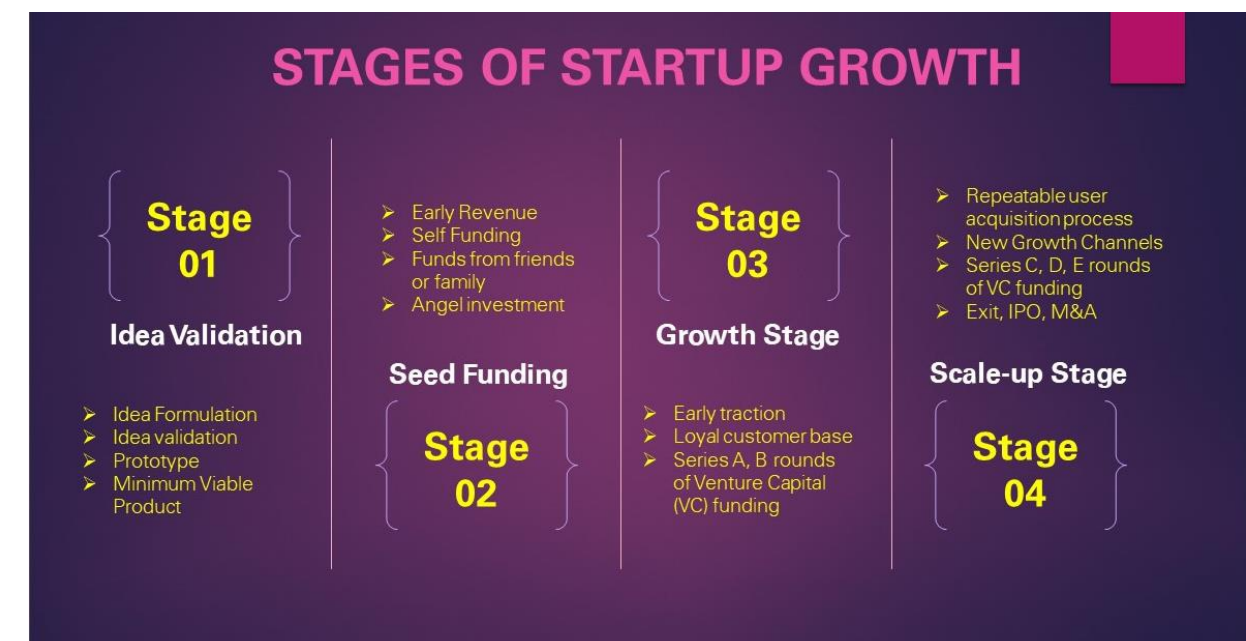 STAGES OF STARTUP GROWTH
Stage
01
Idea Validation
➢ Idea Formulation
➢ Idea validation
➢ Prototype
➢ Minimum Viable
Product
➢ Early Revenue
➢ Self Funding
➢ Funds from friends
or family
➢ Angel investment
Seed Funding
Stage
02
Stage
03
Growth Stage
➢ Early traction
➢ Loyal customer base
➢ Series A, B rounds
of Venture Capital
(VC) funding
➢ Repeatable user
acquisition process
➢ New Growth Channels
➢ Series C, D, E rounds
of VC funding
➢ Exit, IPO, M&A
Scale-up Stage
Stage
04